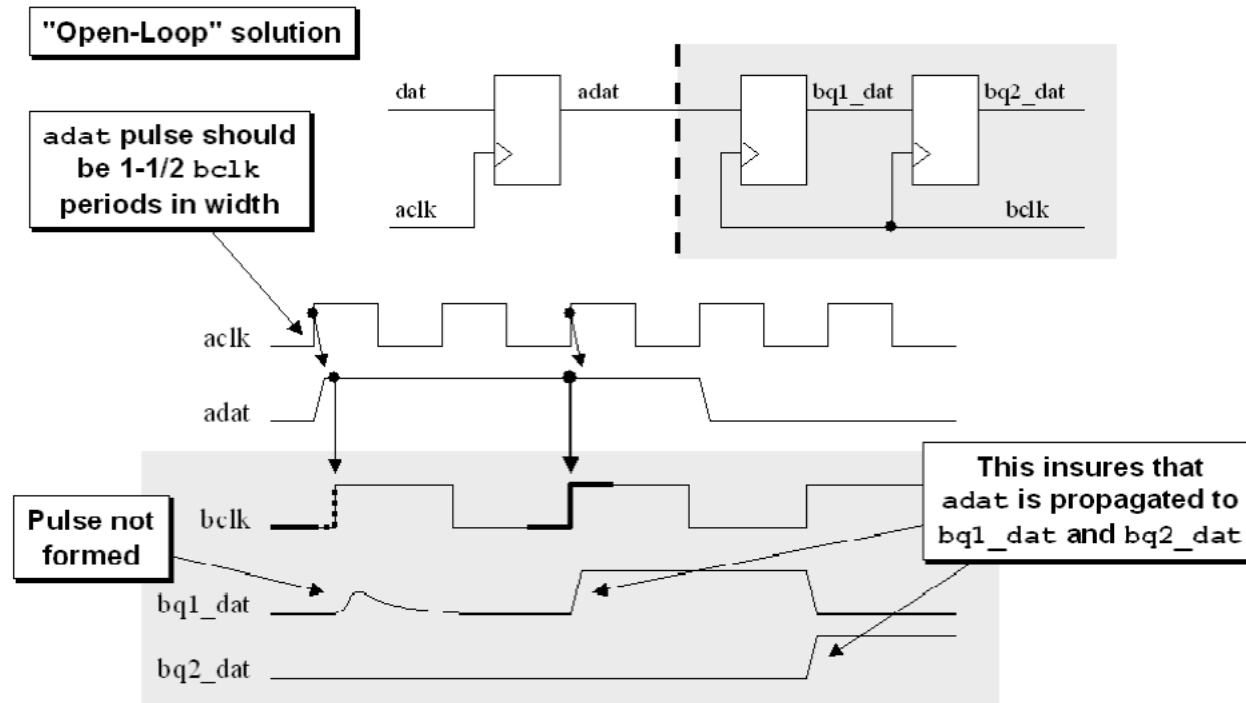 "Open-Loop" solution
dat
adat
bq1_dat
bq2_dat
adat pulse should
be 1-1/2 bclk
periods in width
aclk
bclk
aclk
adat
This insures that
adat is propagated to
bq1_dat and bq2_dat
Pulse not
formed
bclk
bq1_dat
bq2_dat